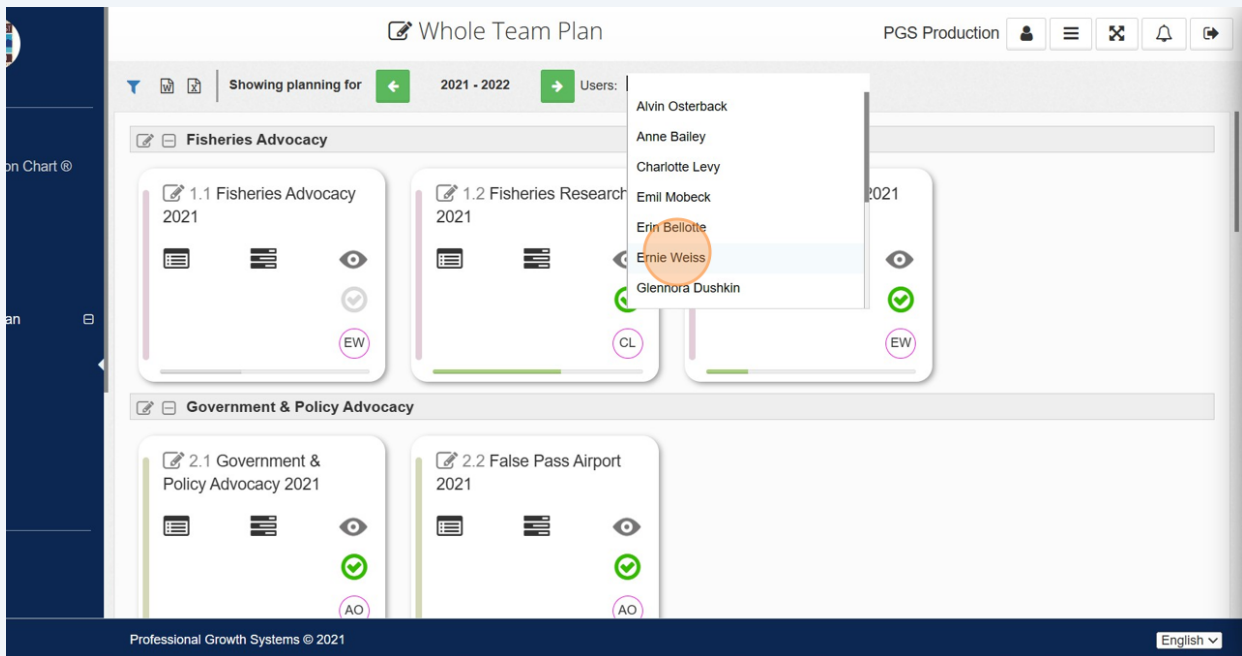 Whole Team Plan
PGS Production
Showing planning for
2021 - 2022
Users:
Alvin Osterback
Anne Bailey
Charlotte Levy
Emil Mobeck
Erin Bellotte
Ernie Weiss
Glennora Dushkin
on Chart ®
an
Fisheries Advocacy
1.1 Fisheries Advocacy
2021
EW
1.2 Fisheries Research
2021
CL
2021
EW
Government & Policy Advocacy
2.1 Government &
Policy Advocacy 2021
AO
2.2 False Pass Airport
2021
AO
Professional Growth Systems © 2021
English